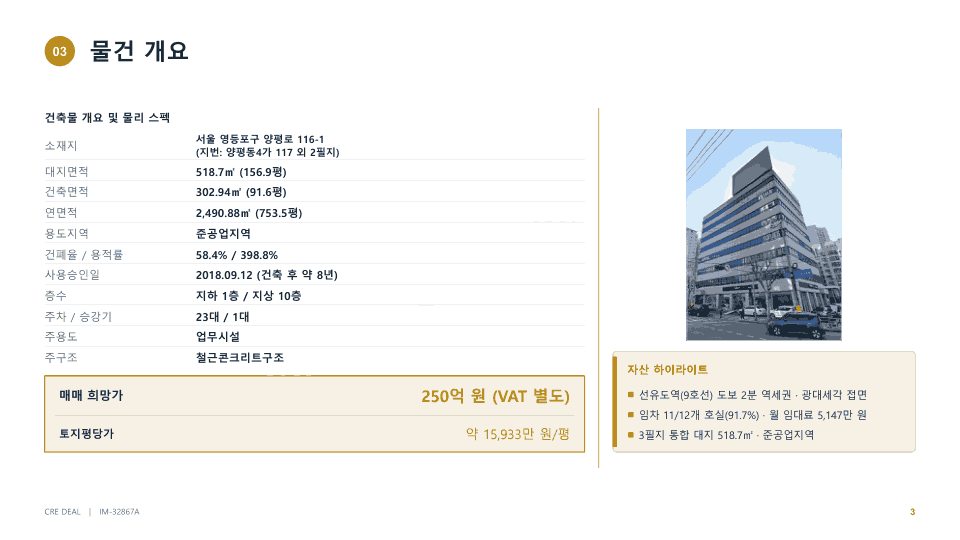 03 물건 개요
건축물 개요 및 물리 스펙
소재지 서울 영등포구 양평로 116-1
(지번: 양평동4가 117 외 2필지)
대지면적 518.7㎡ (156.9평)
건축면적 302.94㎡ (91.6평)
연면적 2,490.88㎡ (753.5평)
용도지역 준공업지역
건폐율 / 용적률 58.4% / 398.8%
사용승인일 2018.09.12 (건축 후 약 8년)
층수 지하 1층 / 지상 10층
주차 / 승강기 23대 / 1대
주용도 업무시설
주구조 철근콘크리트구조
매매 희망가 250억 원 (VAT 별도)
토지평당가 약 15,933만 원/평
자산 하이라이트
■ 선유도역(9호선) 도보 2분 역세권 · 광대세각 접면
■ 임차 11/12개 호실(91.7%) · 월 임대료 5,147만 원
■ 3필지 통합 대지 518.7㎡ · 준공업지역
CRE DEAL | IM-32867A
3